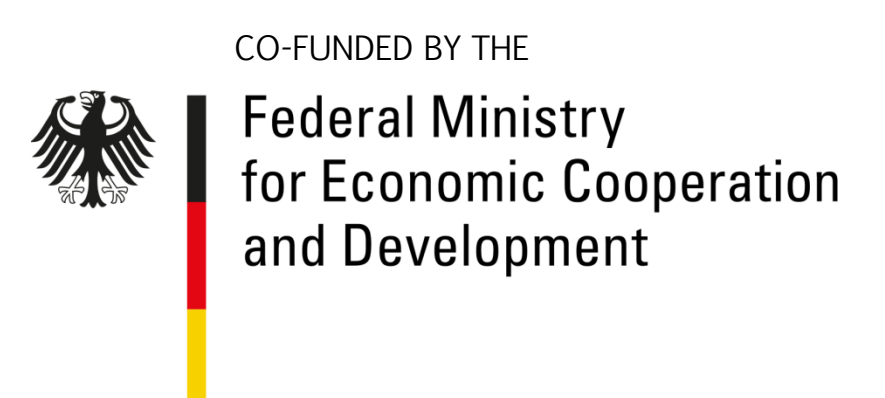 CO-FUNDED BY THE
Federal Ministry
for Economic Cooperation
and Development